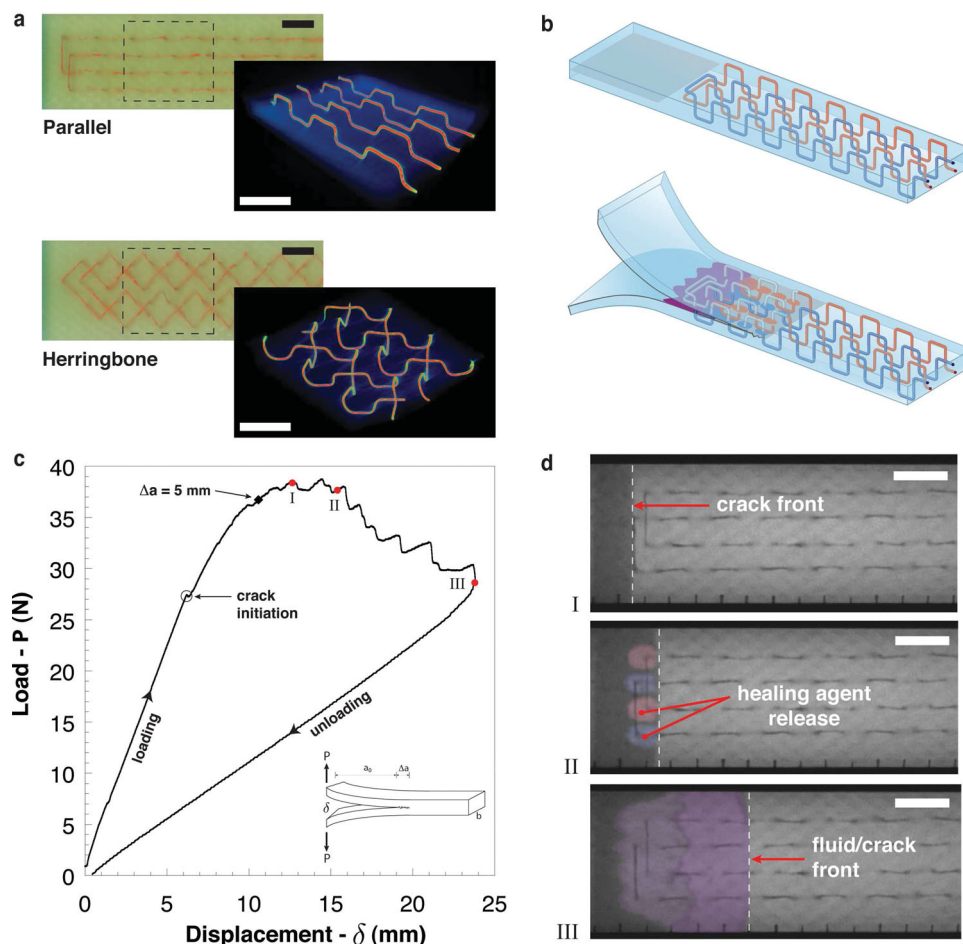 a
Parallel
Herringbone
b
c
40
35
30
25
20
15
10
5
0
Load - P (N)
Δa = 5 mm
I
II
III
crack
initiation
loading
unloading
P
a₀
Δa
δ
b
P
0
5
10
15
20
25
Displacement - δ (mm)
d
crack front
I
healing agent
release
II
fluid/crack
front
III